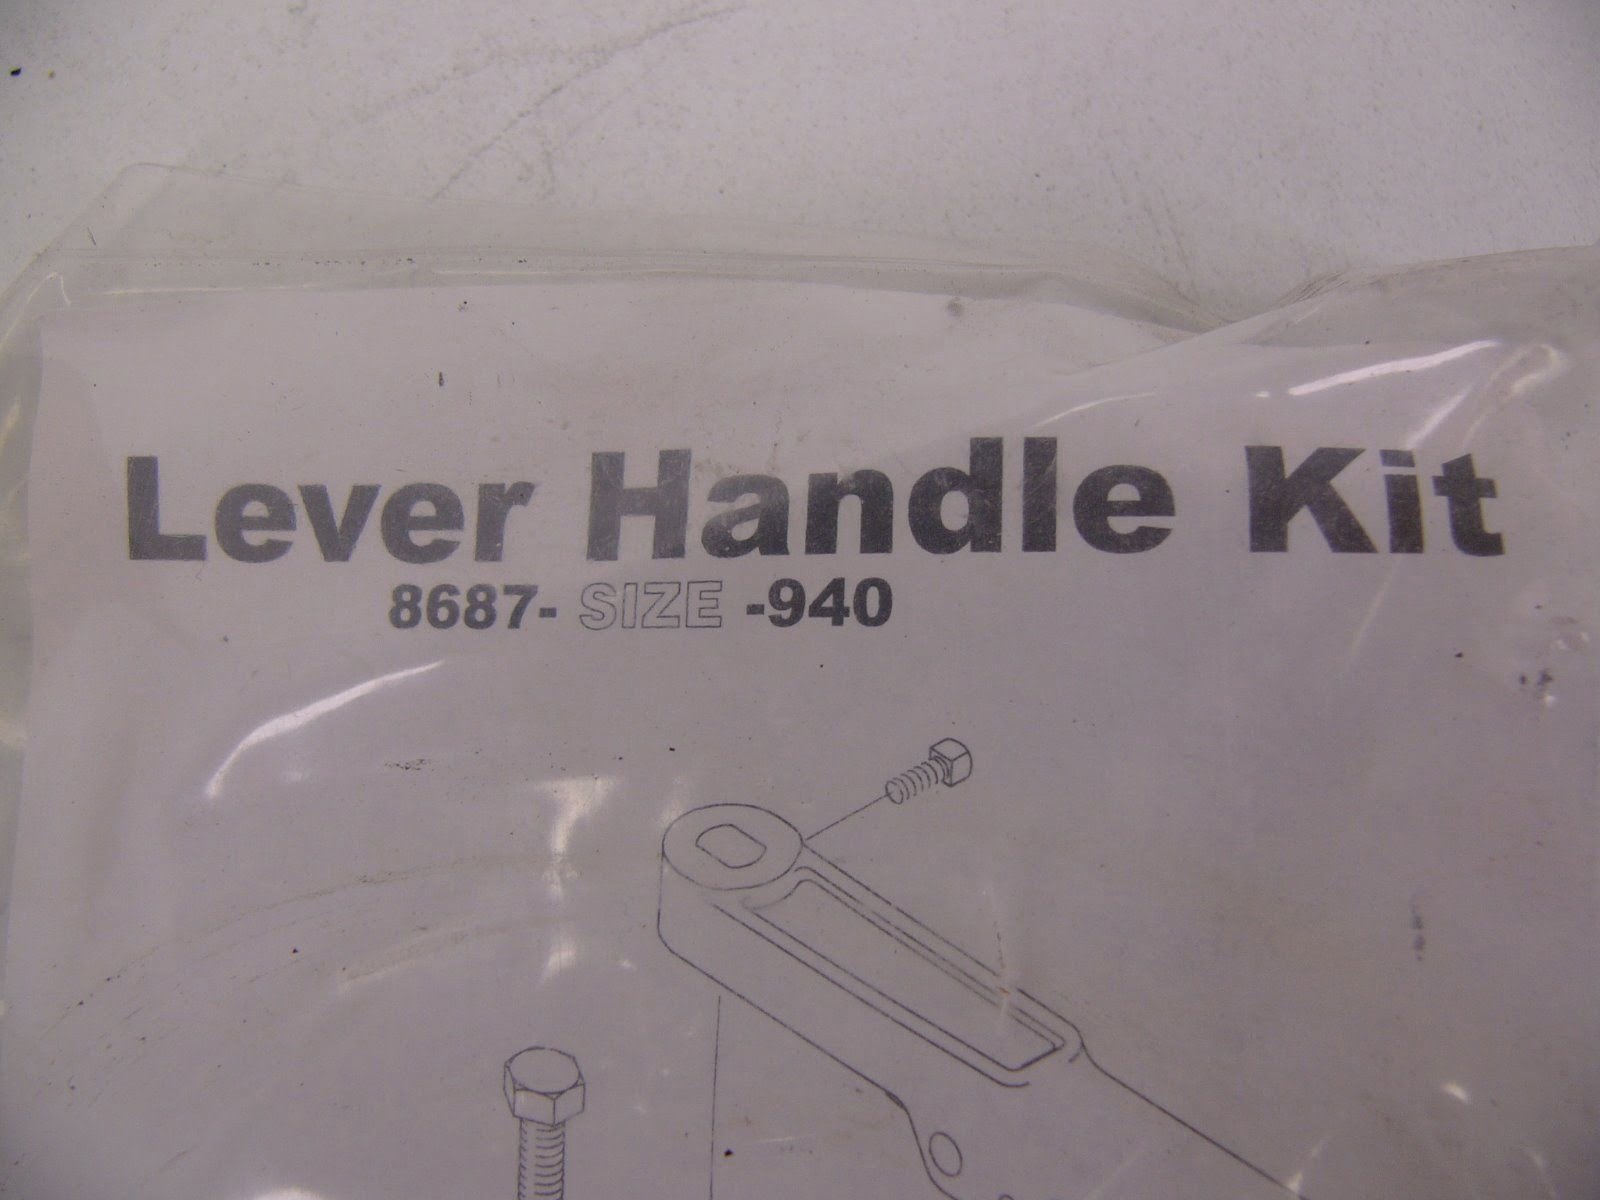 Lever Handle Kit
8687- SIZE -940